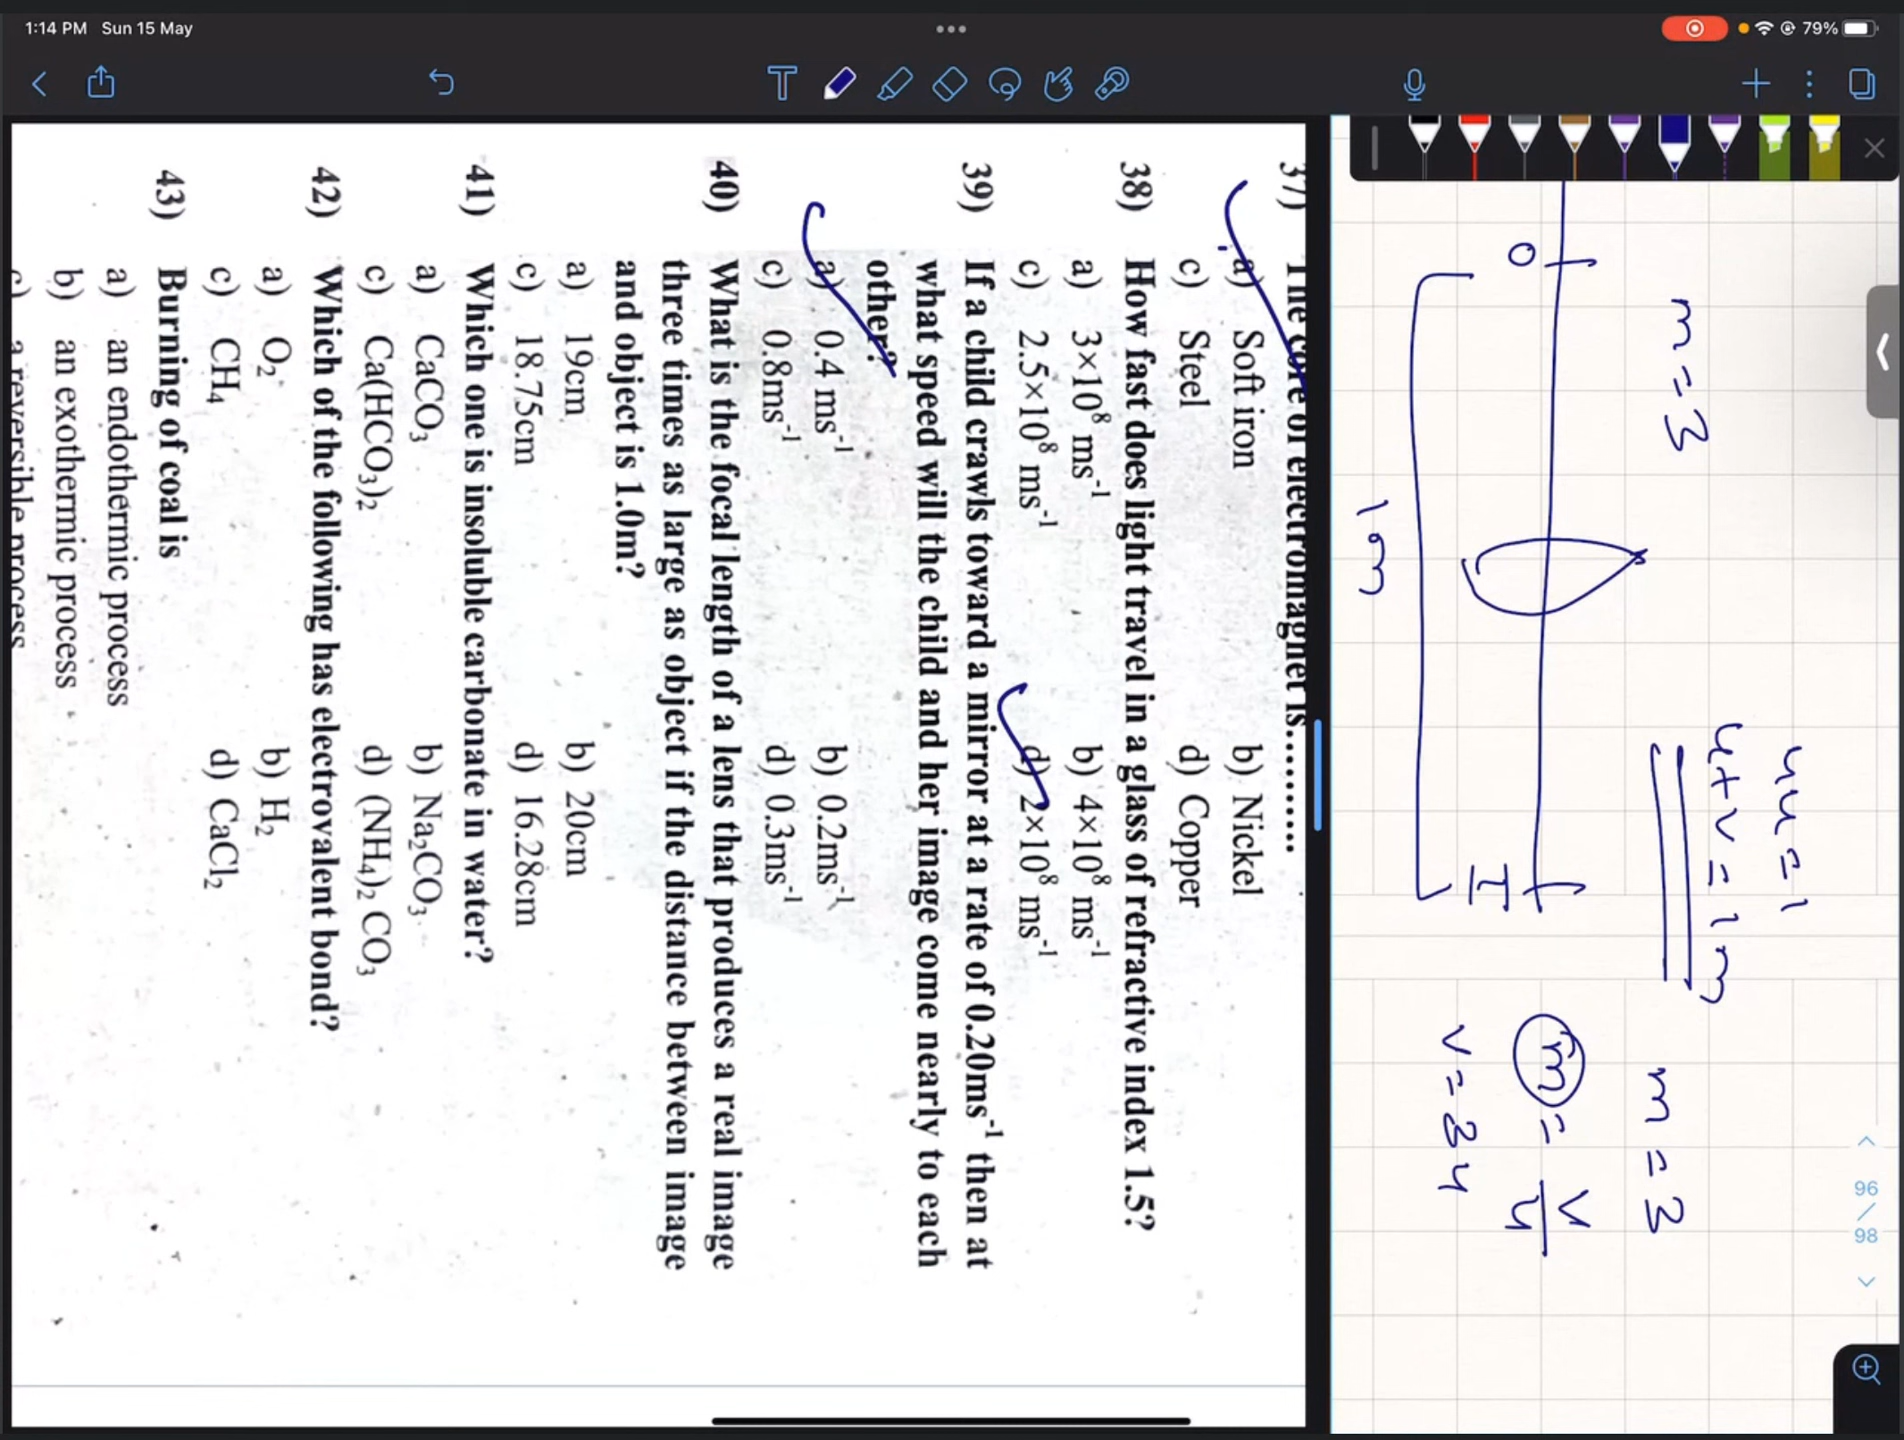 1:14 PM Sun 15 May
79%
37) The core of electromagnet is..........
a) Soft iron b) Nickel
c) Steel d) Copper
38) How fast does light travel in a glass of refractive index 1.5?
a) 3×10⁸ ms⁻¹ b) 4×10⁸ ms⁻¹
c) 2.5×10⁸ ms⁻¹ d) 2×10⁸ ms⁻¹
39) If a child crawls toward a mirror at a rate of 0.20ms⁻¹ then at
what speed will the child and her image come nearly to each
other?
a) 0.4 ms⁻¹ b) 0.2ms⁻¹
c) 0.8ms⁻¹ d) 0.3ms⁻¹
40) What is the focal length of a lens that produces a real image
three times as large as object if the distance between image
and object is 1.0m?
a) 19cm b) 20cm
c) 18.75cm d) 16.28cm
41) Which one is insoluble carbonate in water?
a) CaCO₃ b) Na₂CO₃
c) Ca(HCO₃)₂ d) (NH₄)₂ CO₃
42) Which of the following has electrovalent bond?
a) O₂ b) H₂
c) CH₄ d) CaCl₂
43) Burning of coal is
a) an endothermic process
b) an exothermic process
c) a reversible process
m = 3
O
I
1m
4u = 1
u+v = 1m
m = 3
m = v/u
v = 3u
96
98